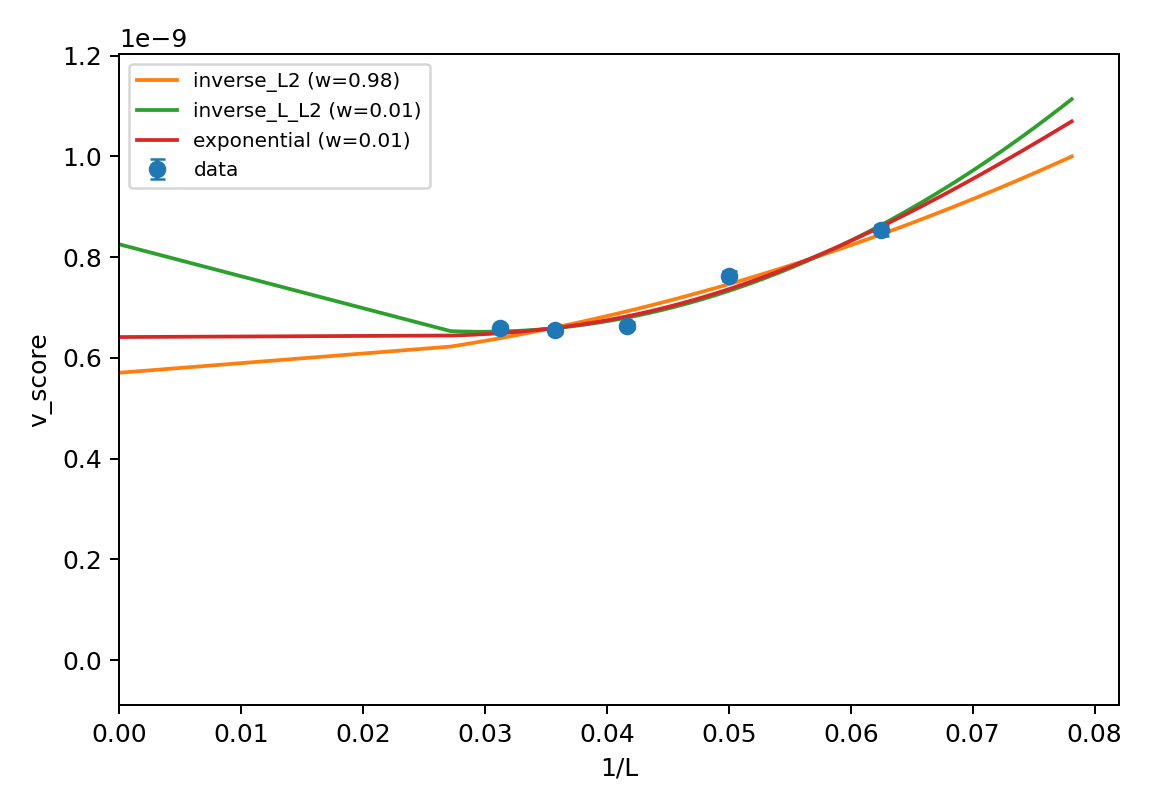 1e−9
1.2
1.0
0.8
0.6
0.4
0.2
0.0
v_score
inverse_L2 (w=0.98)
inverse_L_L2 (w=0.01)
exponential (w=0.01)
data
0.00 0.01 0.02 0.03 0.04 0.05 0.06 0.07 0.08
1/L